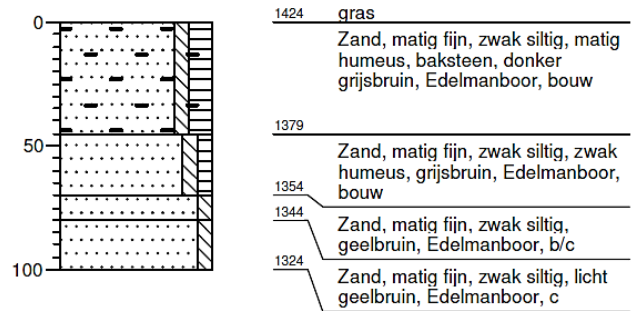 0
50
100
1424 gras
Zand, matig fijn, zwak siltig, matig
humeus, baksteen, donker
grijsbruin, Edelmanboor, bouw
1379
Zand, matig fijn, zwak siltig, zwak
humeus, grijsbruin, Edelmanboor,
bouw
1354
1344
Zand, matig fijn, zwak siltig,
geelbruin, Edelmanboor, b/c
1324
Zand, matig fijn, zwak siltig, licht
geelbruin, Edelmanboor, c